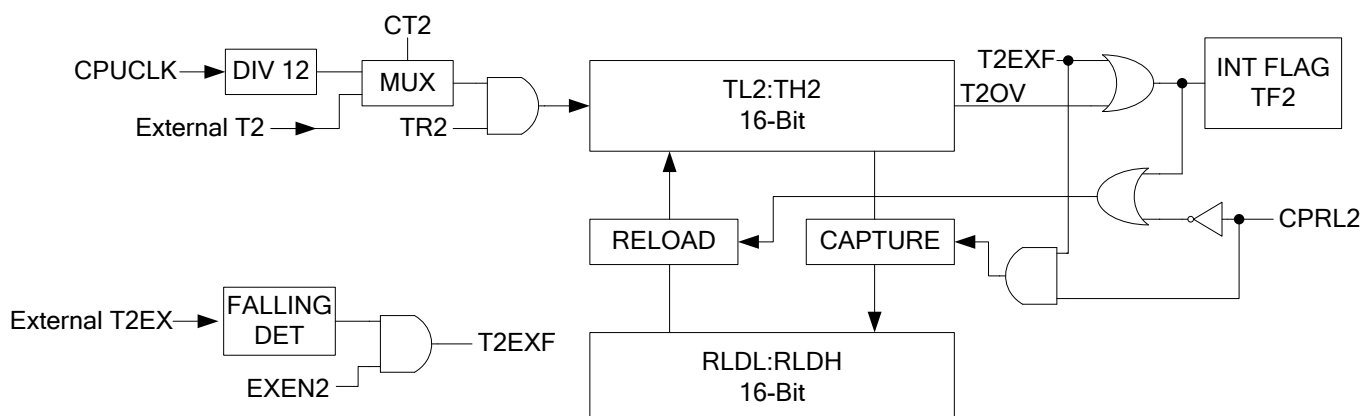 CT2
CPUCLK
DIV 12
MUX
External T2
TR2
TL2:TH2
16-Bit
T2EXF
T2OV
INT FLAG
TF2
RELOAD
CAPTURE
CPRL2
External T2EX
FALLING
DET
EXEN2
T2EXF
RLDL:RLDH
16-Bit